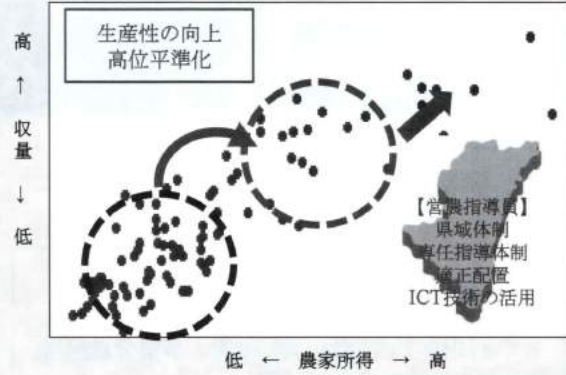 生産性の向上
高位平準化
高 ↑ 収量 ↓ 低
【営農指導員】
県域体制
専任指導体制
適正配置
ICT技術の活用
低 ← 農家所得 → 高